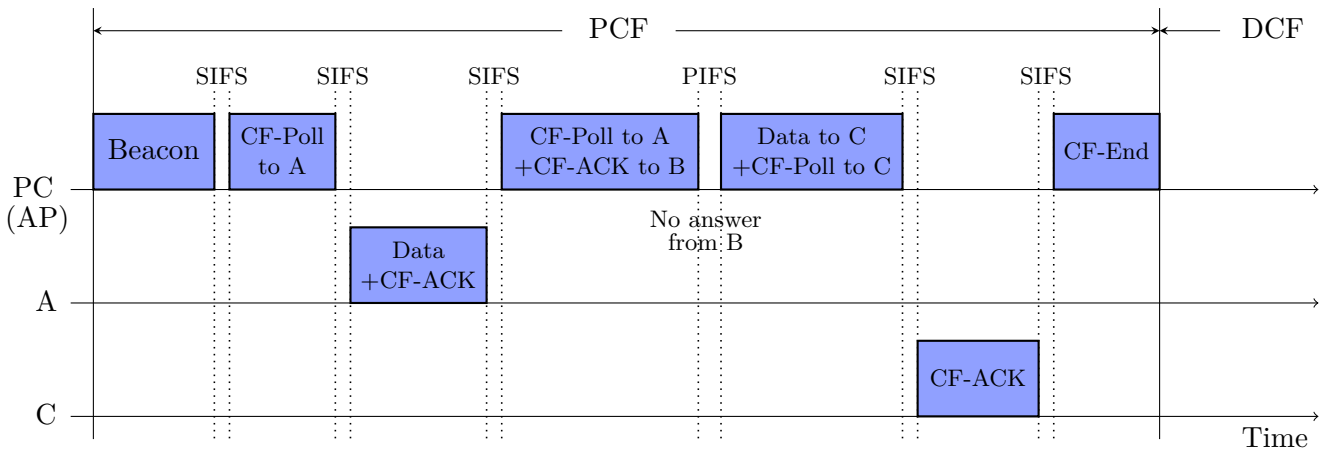 PCF
DCF
SIFS
SIFS
SIFS
PIFS
SIFS
SIFS
Beacon
CF-Poll
to A
CF-Poll to A
+CF-ACK to B
Data to C
+CF-Poll to C
CF-End
PC
(AP)
No answer
from B
Data
+CF-ACK
A
CF-ACK
C
Time